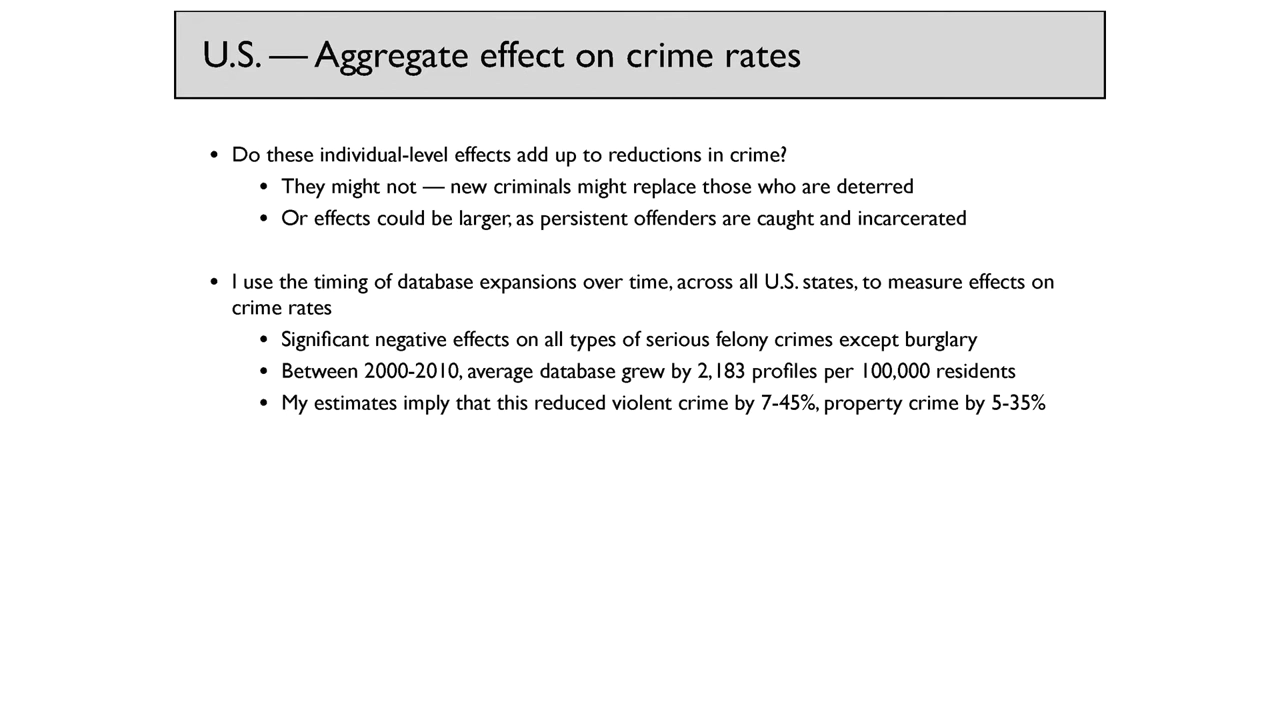 U.S. — Aggregate effect on crime rates
• Do these individual-level effects add up to reductions in crime?
• They might not — new criminals might replace those who are deterred
• Or effects could be larger, as persistent offenders are caught and incarcerated
• I use the timing of database expansions over time, across all U.S. states, to measure effects on
crime rates
• Significant negative effects on all types of serious felony crimes except burglary
• Between 2000-2010, average database grew by 2,183 profiles per 100,000 residents
• My estimates imply that this reduced violent crime by 7-45%, property crime by 5-35%